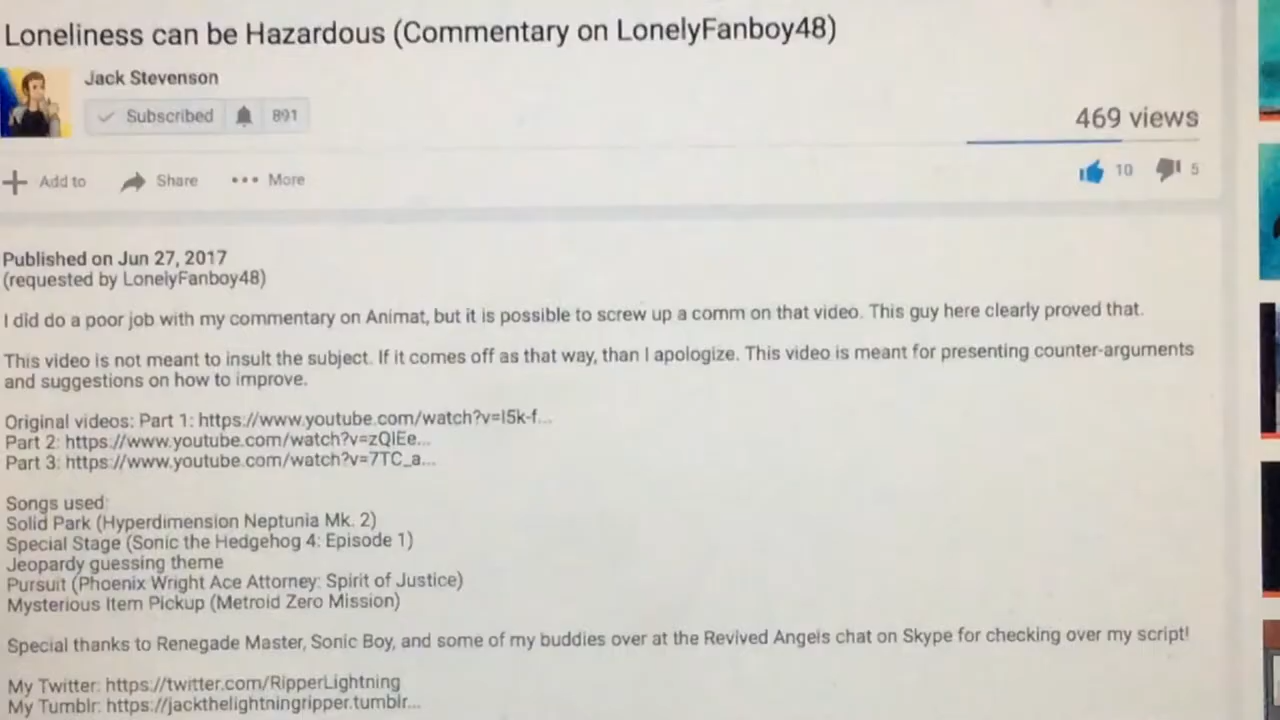 Loneliness can be Hazardous (Commentary on LonelyFanboy48)
Jack Stevenson
Subscribed 891
469 views
Add to Share More
10 5
Published on Jun 27, 2017
(requested by LonelyFanboy48)
I did do a poor job with my commentary on Animat, but it is possible to screw up a comm on that video. This guy here clearly proved that.
This video is not meant to insult the subject. If it comes off as that way, than I apologize. This video is meant for presenting counter-arguments
and suggestions on how to improve.
Original videos: Part 1: https://www.youtube.com/watch?v=I5k-f...
Part 2: https://www.youtube.com/watch?v=zQIEe...
Part 3: https://www.youtube.com/watch?v=7TC_a...
Songs used:
Solid Park (Hyperdimension Neptunia Mk. 2)
Special Stage (Sonic the Hedgehog 4: Episode 1)
Jeopardy guessing theme
Pursuit (Phoenix Wright Ace Attorney: Spirit of Justice)
Mysterious Item Pickup (Metroid Zero Mission)
Special thanks to Renegade Master, Sonic Boy, and some of my buddies over at the Revived Angels chat on Skype for checking over my script!
My Twitter: https://twitter.com/RipperLightning
My Tumblr: https://jackthelightningripper.tumblr...